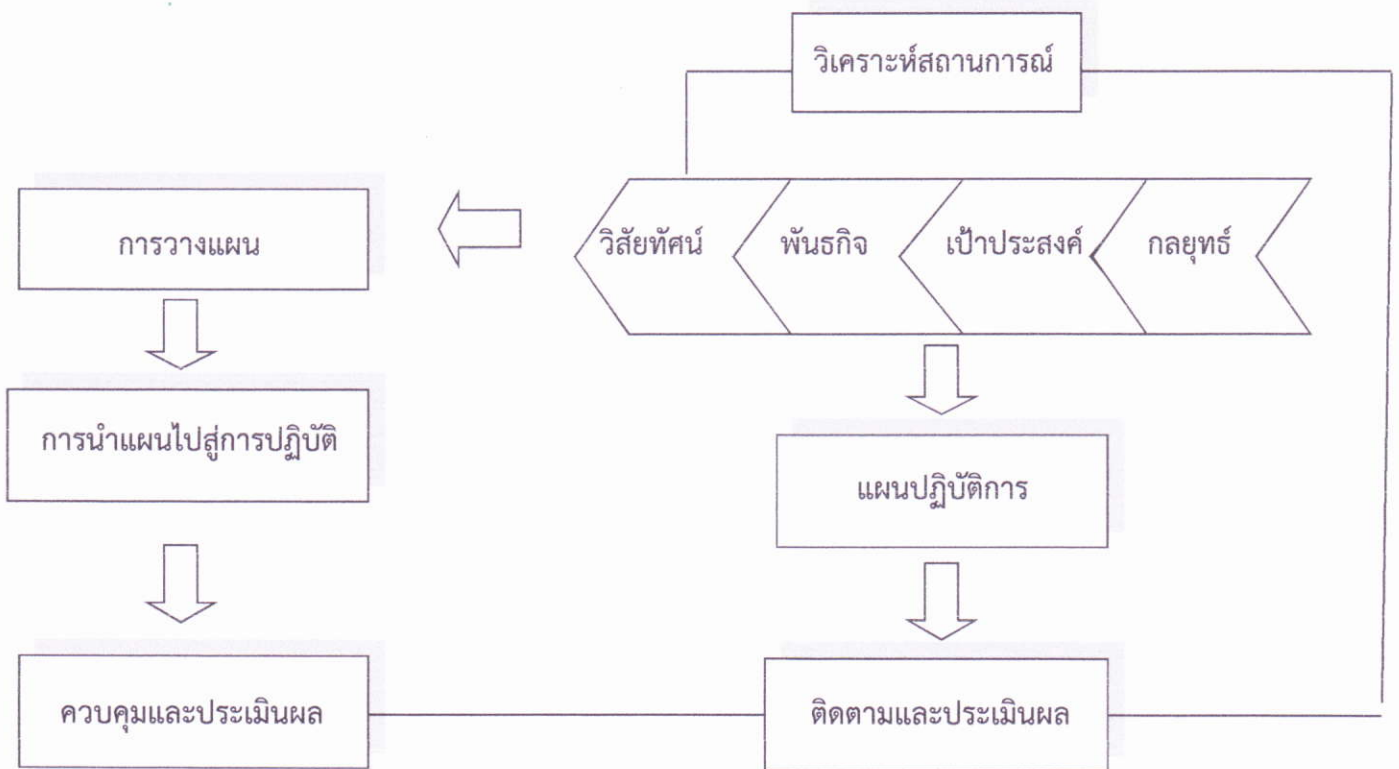 วิเคราะห์สถานการณ์
การวางแผน
วิสัยทัศน์
พันธกิจ
เป้าประสงค์
กลยุทธ์
การนำแผนไปสู่การปฏิบัติ
แผนปฏิบัติการ
ควบคุมและประเมินผล
ติดตามและประเมินผล